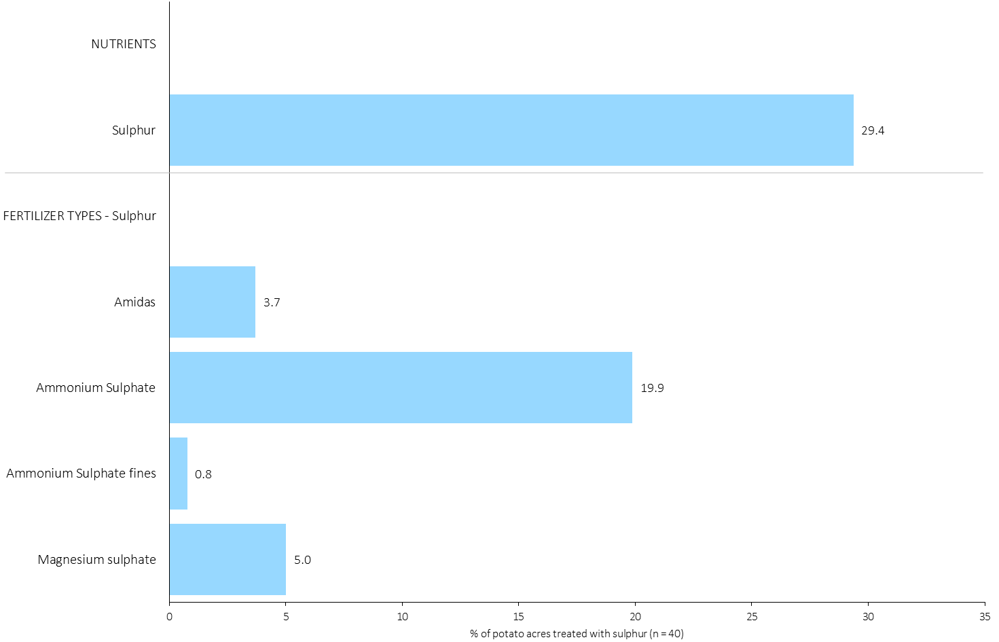 NUTRIENTS
Sulphur 29.4
FERTILIZER TYPES - Sulphur
Amidas 3.7
Ammonium Sulphate 19.9
Ammonium Sulphate fines 0.8
Magnesium sulphate 5.0
0 5 10 15 20 25 30 35
% of potato acres treated with sulphur (n = 40)